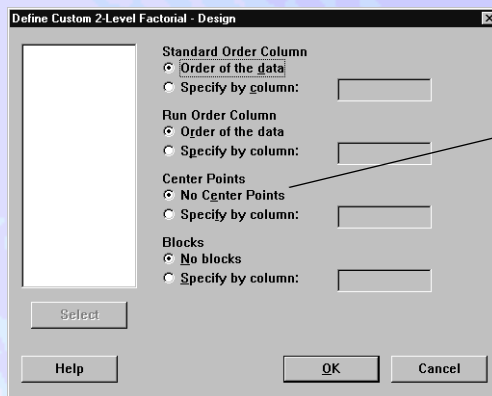 Define Custom 2-Level Factorial - Design
Standard Order Column
Order of the data
Specify by column:
Run Order Column
Order of the data
Specify by column:
Center Points
No Center Points
Specify by column:
Blocks
No blocks
Specify by column:
Select
Help
OK
Cancel